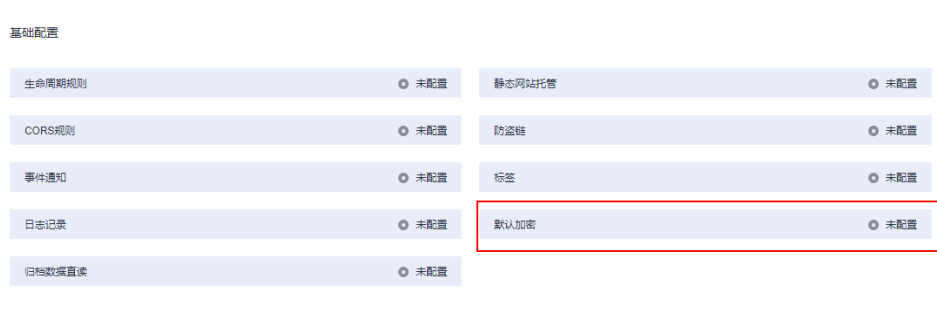 基础配置
生命周期规则 未配置 静态网站托管 未配置
CORS规则 未配置 防盗链 未配置
事件通知 未配置 标签 未配置
日志记录 未配置 默认加密 未配置
归档数据直读 未配置